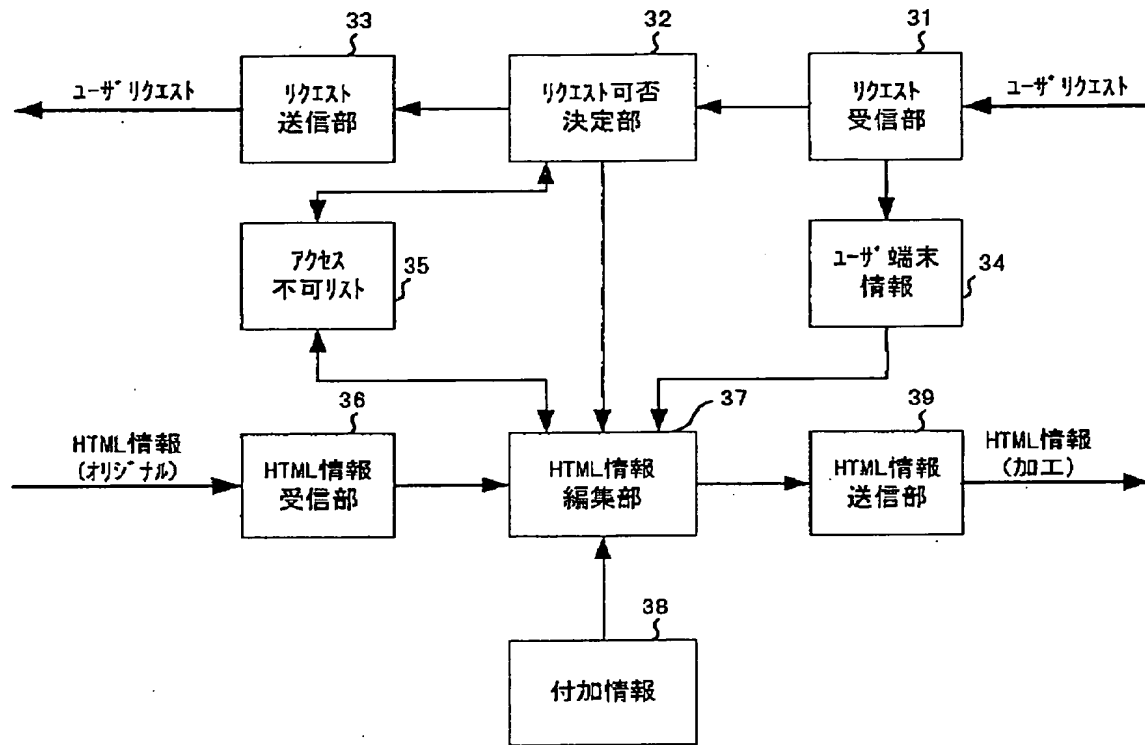 33
32
31
ユーザリクエスト
リクエスト
送信部
リクエスト可否
決定部
リクエスト
受信部
ユーザリクエスト
アクセス
不可リスト
35
ユーザ端末
情報
34
36
37
39
HTML情報
(オリジナル)
HTML情報
受信部
HTML情報
編集部
HTML情報
送信部
HTML情報
(加工)
38
付加情報